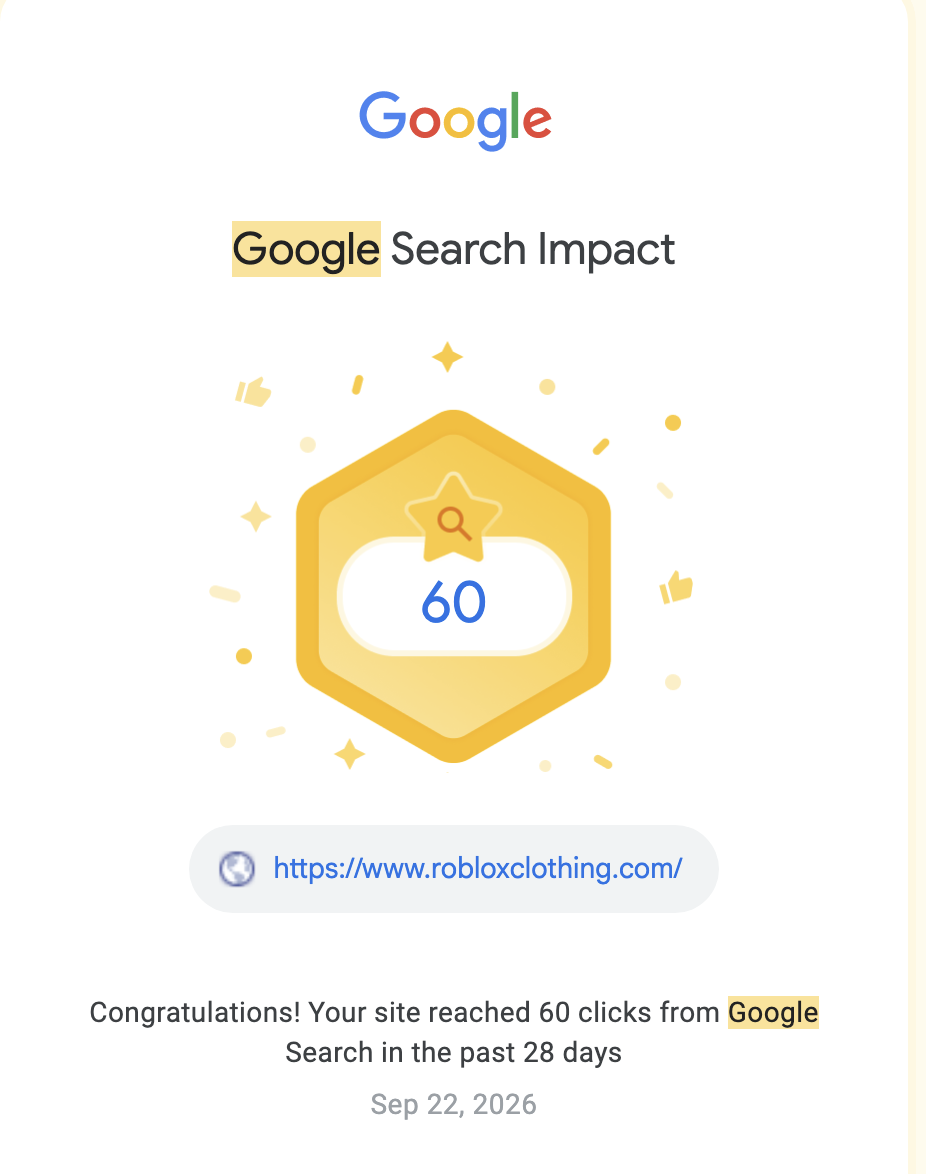 Google
Google Search Impact
60
https://www.robloxclothing.com/
Congratulations! Your site reached 60 clicks from Google
Search in the past 28 days
Sep 22, 2026